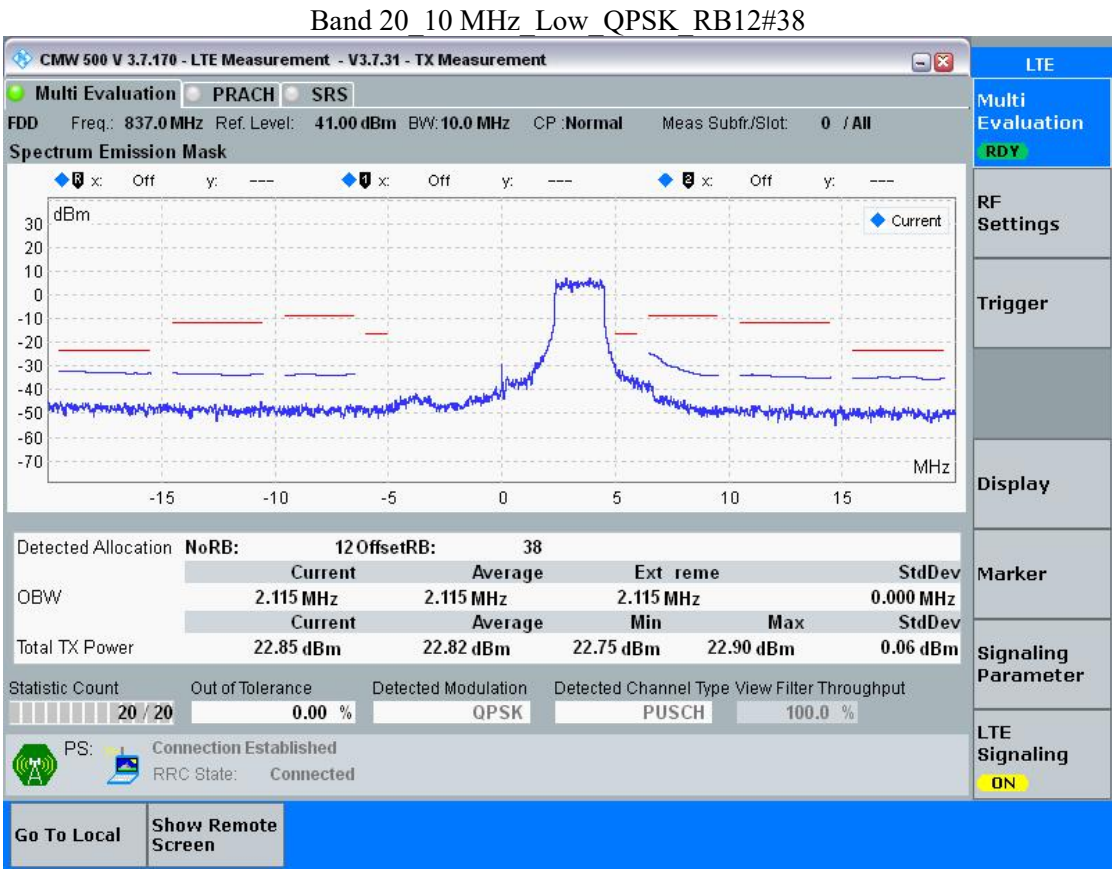 Band 20_10 MHz_Low_QPSK_RB12#38
CMW 500 V 3.7.170 - LTE Measurement - V3.7.31 - TX Measurement
LTE
Multi Evaluation PRACH SRS
Multi
Evaluation
RDY
FDD Freq.: 837.0 MHz Ref. Level: 41.00 dBm BW: 10.0 MHz CP :Normal Meas Subfr./Slot: 0 / All
Spectrum Emission Mask
R x: Off y: --- 1 x: Off y: --- 2 x: Off y: ---
dBm
Current
30
20
10
0
-10
-20
-30
-40
-50
-60
-70
MHz
-15 -10 -5 0 5 10 15
RF
Settings
Trigger
Display
Marker
Signaling
Parameter
LTE
Signaling
ON
Detected Allocation NoRB: 12 OffsetRB: 38
Current Average Ext reme StdDev
OBW 2.115 MHz 2.115 MHz 2.115 MHz 0.000 MHz
Current Average Min Max StdDev
Total TX Power 22.85 dBm 22.82 dBm 22.75 dBm 22.90 dBm 0.06 dBm
Statistic Count Out of Tolerance Detected Modulation Detected Channel Type View Filter Throughput
20 / 20 0.00 % QPSK PUSCH 100.0 %
PS: Connection Established
RRC State: Connected
Go To Local
Show Remote
Screen